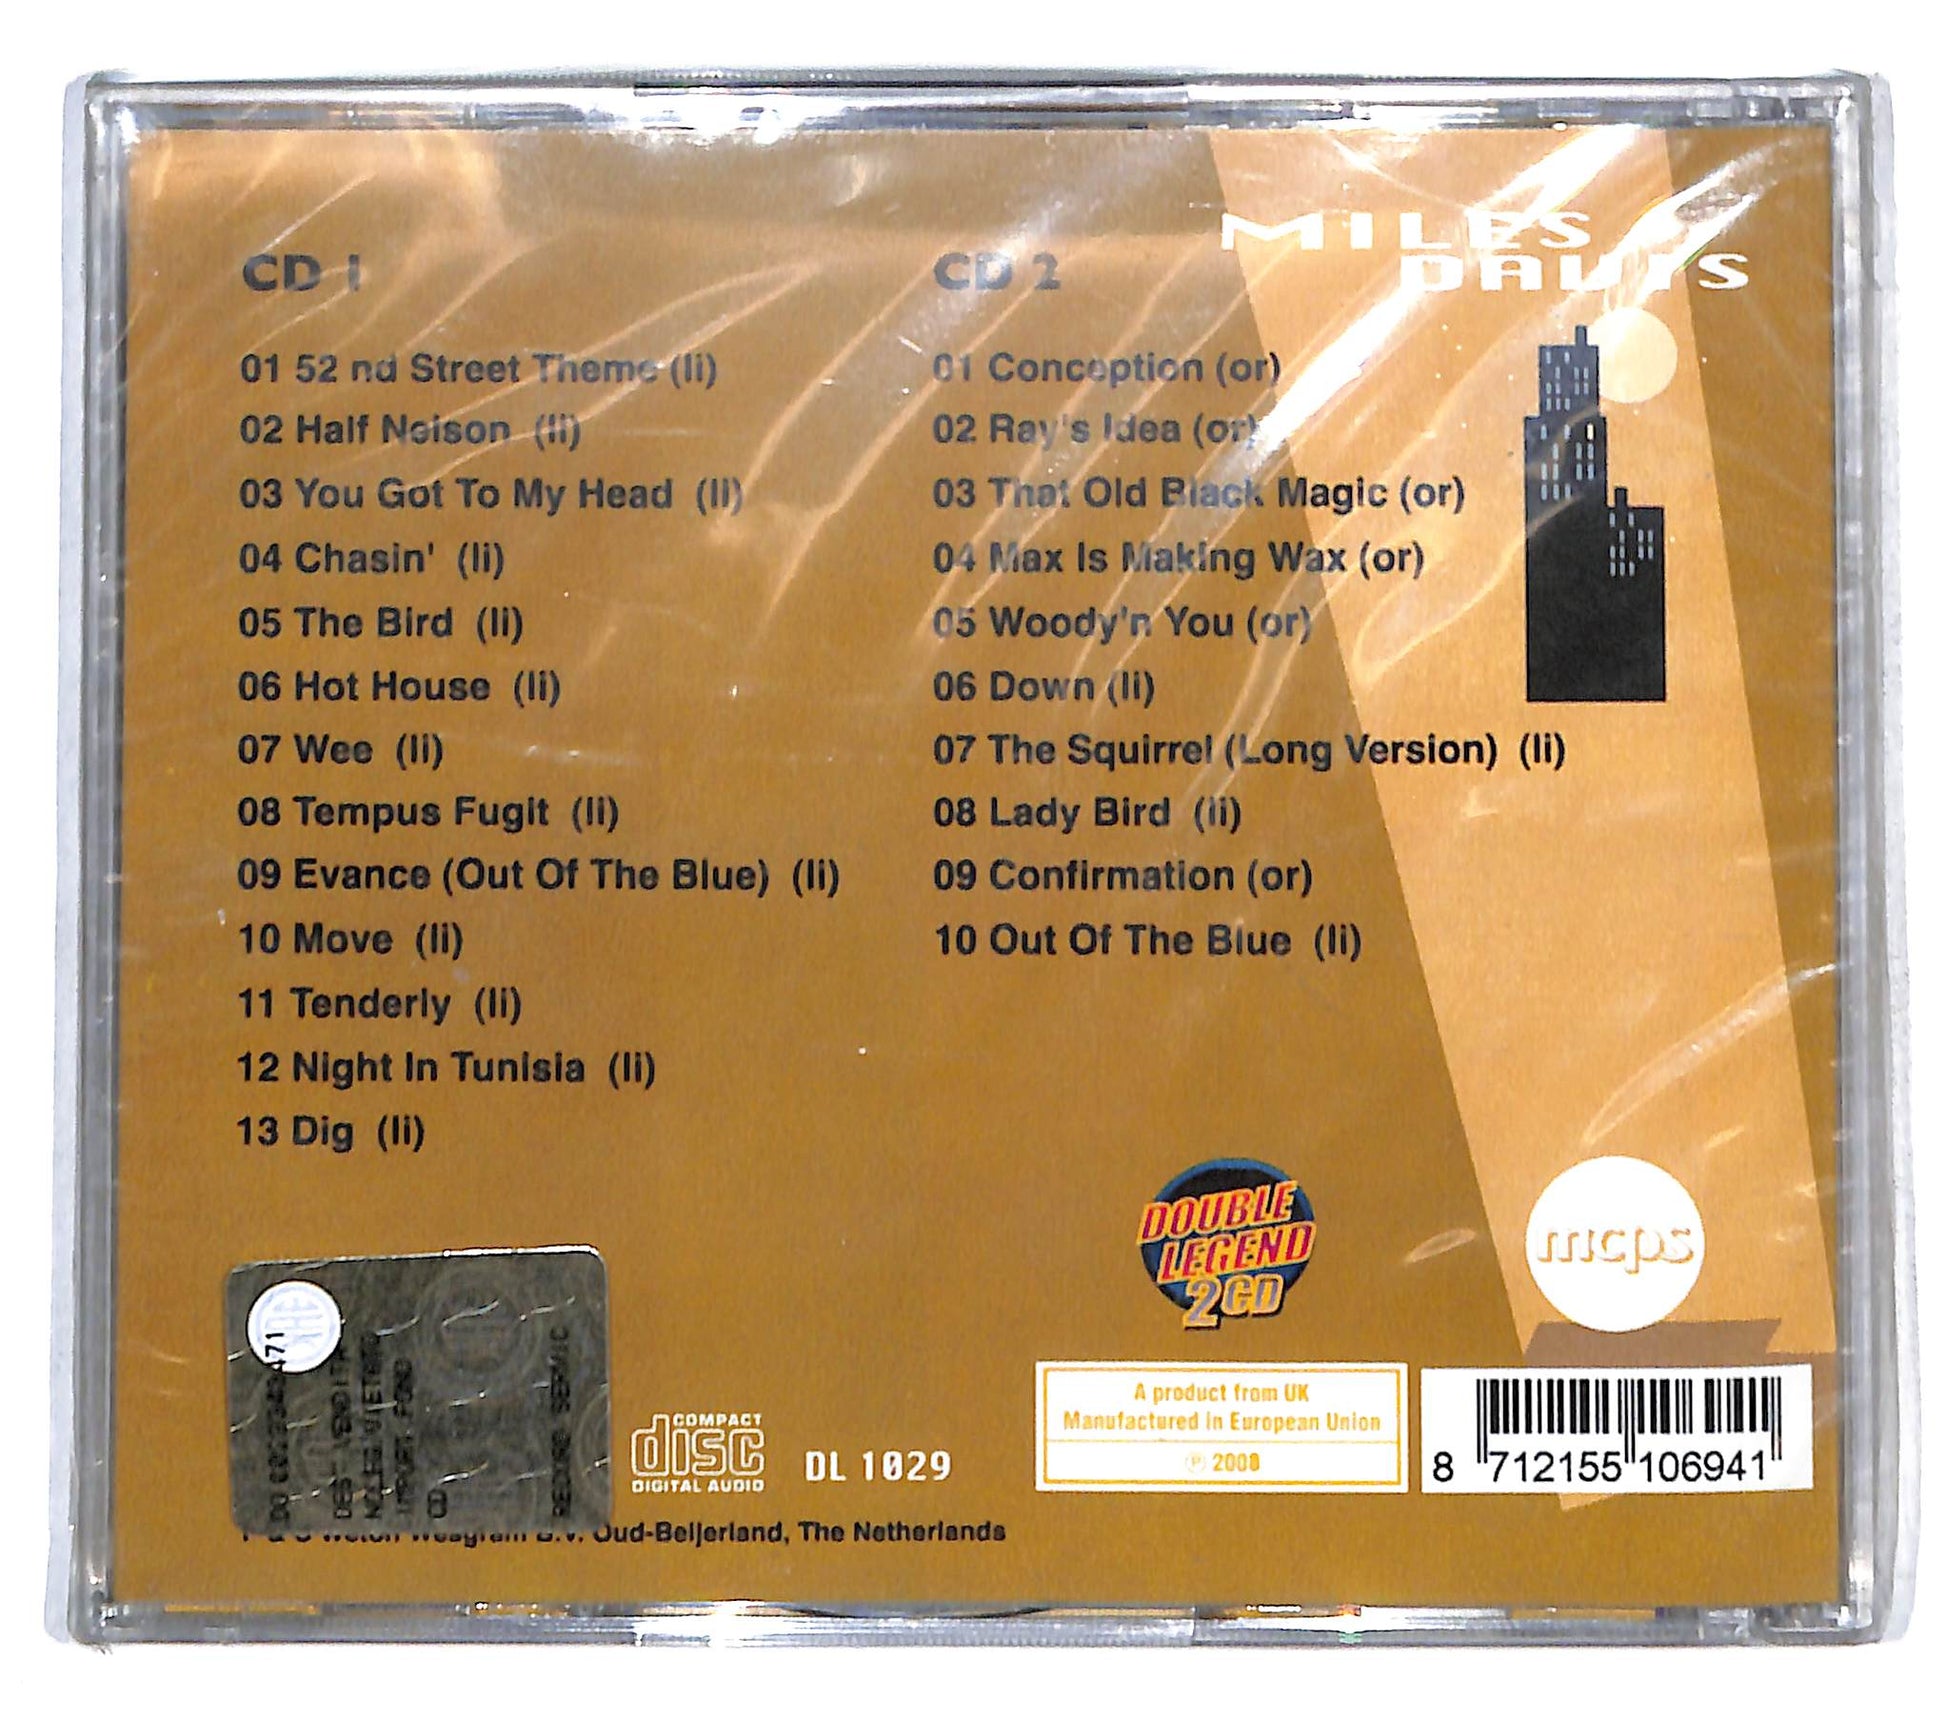 MILES
DAVIS
CD 1
01 52 nd Street Theme (li)
02 Half Nelson (li)
03 You Got To My Head (li)
04 Chasin' (li)
05 The Bird (li)
06 Hot House (li)
07 Wee (li)
08 Tempus Fugit (li)
09 Evance (Out Of The Blue) (li)
10 Move (li)
11 Tenderly (li)
12 Night In Tunisia (li)
13 Dig (li)
CD 2
01 Conception (or)
02 Ray's Idea (or)
03 That Old Black Magic (or)
04 Max Is Making Wax (or)
05 Woody'n You (or)
06 Down (li)
07 The Squirrel (Long Version) (li)
08 Lady Bird (li)
09 Confirmation (or)
10 Out Of The Blue (li)
DOUBLE
LEGEND
2CD
mcps
CD
RECORD SERVIC
COMPACT
disc
DIGITAL AUDIO
DL 1029
A product from UK
Manufactured in European Union
℗ 2000
8 712155 106941
Oud-Beijerland, The Netherlands